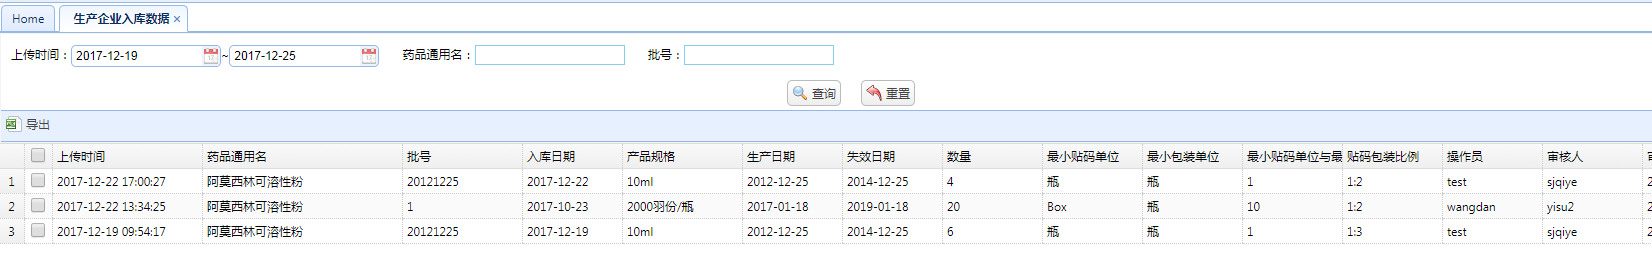 Home 生产企业入库数据 ×
上传时间：2017-12-19 ~ 2017-12-25 药品通用名： 批号：
查询 重置
导出
上传时间 药品通用名 批号 入库日期 产品规格 生产日期 失效日期 数量 最小贴码单位 最小包装单位 最小贴码单位与最 贴码包装比例 操作员 审核人
1 2017-12-22 17:00:27 阿莫西林可溶性粉 20121225 2017-12-22 10ml 2012-12-25 2014-12-25 4 瓶 瓶 1 1:2 test sjqiye 2
2 2017-12-22 13:34:25 阿莫西林可溶性粉 1 2017-10-23 2000羽份/瓶 2017-01-18 2019-01-18 20 Box 瓶 10 1:2 wangdan yisu2 2
3 2017-12-19 09:54:17 阿莫西林可溶性粉 20121225 2017-12-19 10ml 2012-12-25 2014-12-25 6 瓶 瓶 1 1:3 test sjqiye 2